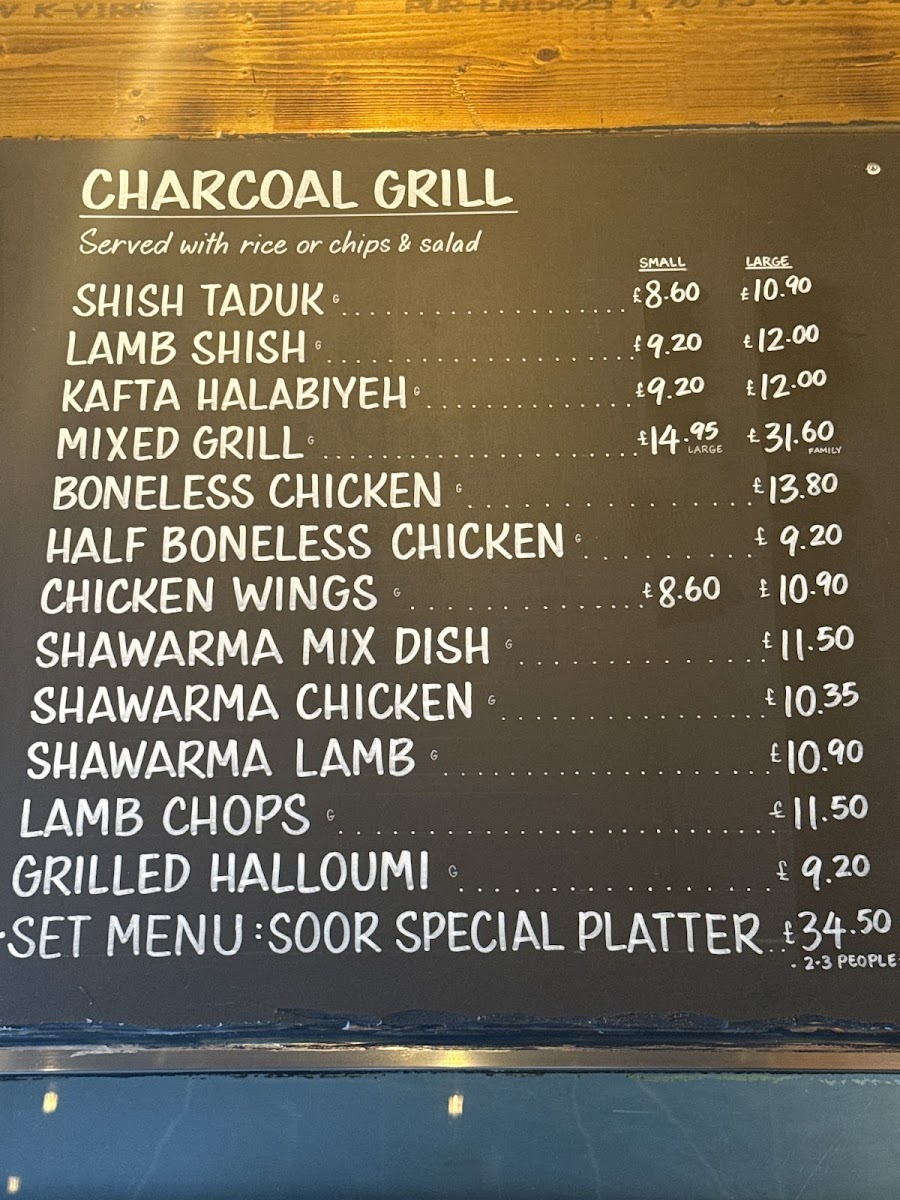 CHARCOAL GRILL
Served with rice or chips & salad
SMALL LARGE
SHISH TADUK G £8.60 £10.90
LAMB SHISH G £9.20 £12.00
KAFTA HALABIYEH G £9.20 £12.00
MIXED GRILL G £14.95 LARGE £31.60 FAMILY
BONELESS CHICKEN G £13.80
HALF BONELESS CHICKEN G £9.20
CHICKEN WINGS G £8.60 £10.90
SHAWARMA MIX DISH G £11.50
SHAWARMA CHICKEN G £10.35
SHAWARMA LAMB G £10.90
LAMB CHOPS G £11.50
GRILLED HALLOUMI G £9.20
SET MENU : SOOR SPECIAL PLATTER £34.50
2-3 PEOPLE